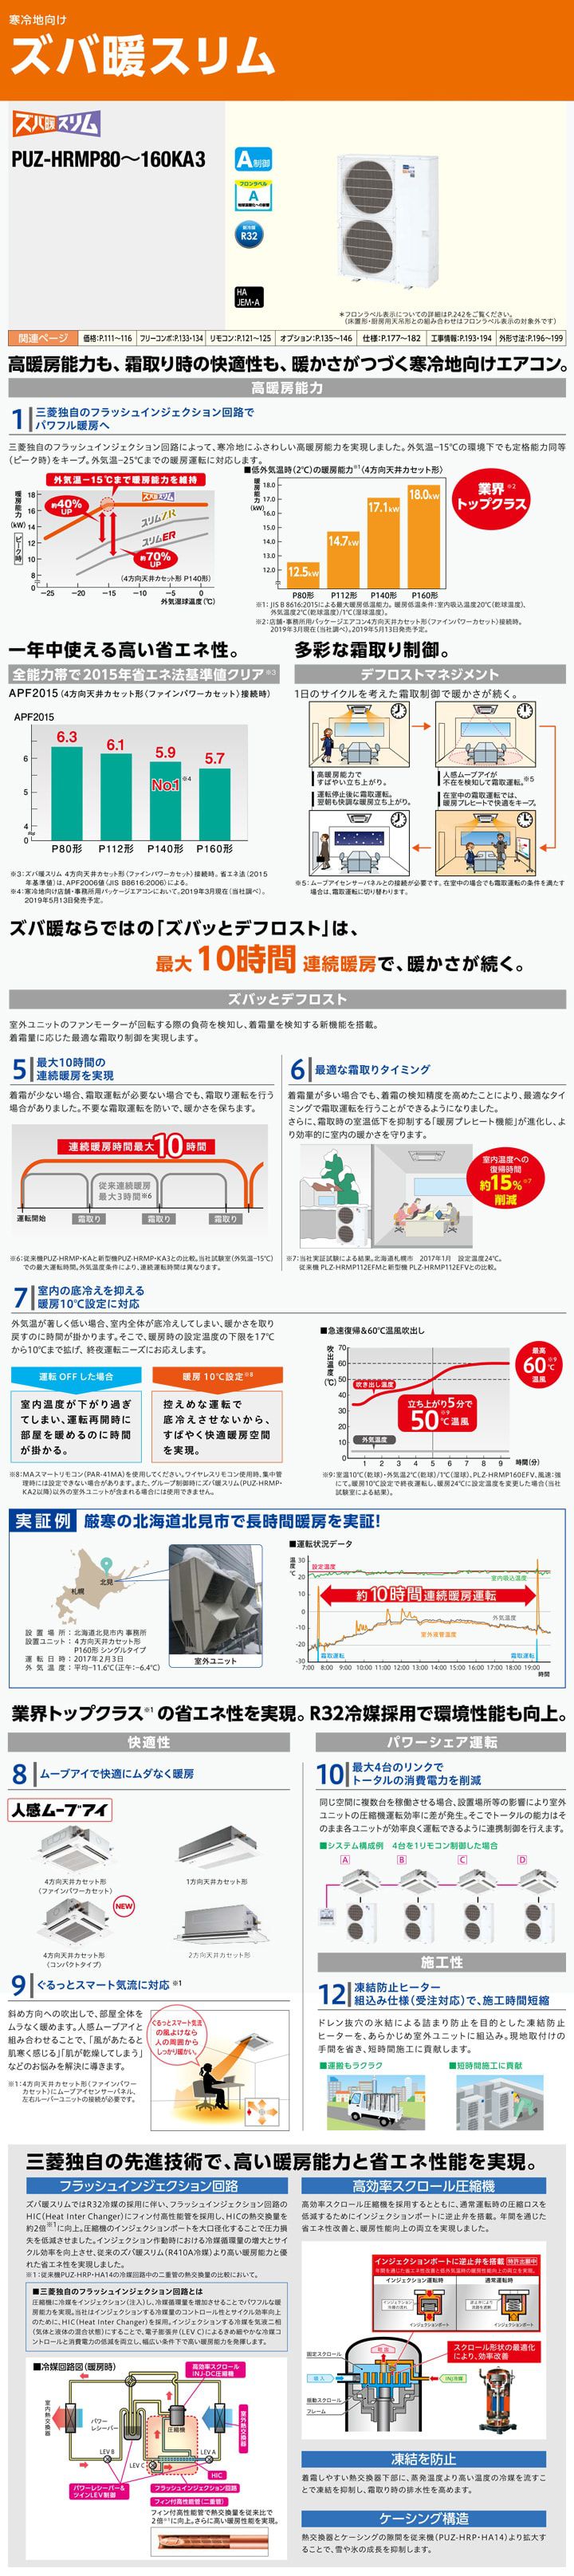 寒冷地向け
ズバ暖スリム
ズバ暖スリム
PUZ-HRMP80〜160KA3
A制御
フロンラベル
A
R32
HA
JEM-A
＊フロンラベル表示についての詳細はP.242をご覧ください。
（床置形・厨房用天吊形との組み合わせはフロンラベル表示の対象外です）
関連ページ 価格:P.111〜116 フリーコンポ:P.133・134 リモコン:P.121〜125 オプション:P.135〜146 仕様:P.177〜182 工事情報:P.193・194 外形寸法:P.196〜199
高暖房能力も、霜取り時の快適性も、暖かさがつづく寒冷地向けエアコン。
高暖房能力
1 三菱独自のフラッシュインジェクション回路で
パワフル暖房へ
三菱独自のフラッシュインジェクション回路によって、寒冷地にふさわしい高暖房能力を実現しました。外気温−15℃の環境下でも定格能力同等
（ピーク時）をキープ。外気温−25℃までの暖房運転に対応します。
外気温−15℃まで暖房能力を維持
暖房能力
(kW)
ピーク時
18
16
14
12
10
8
0
約40%
UP
ズバ暖スリム
スリムZR
スリムER
約70%
UP
（4方向天井カセット形 P140形）
−25 −20 −15 −10 −5 0
外気湿球温度（℃）
■低外気温時（2℃）の暖房能力※1（4方向天井カセット形）
暖房能力
(kW)
18.0
17.0
16.0
15.0
14.0
13.0
12.0
12.5kW
14.7kW
17.1kW
18.0kW
P80形 P112形 P140形 P160形
業界※2
トップクラス
※1：JIS B 8616:2015による最大暖房低温能力。暖房低温条件：室内吸込温度20℃（乾球温度）、
外気温度2℃（乾球温度）/1℃（湿球温度）。
※2：店舗・事務所用パッケージエアコン4方向天井カセット形〈ファインパワーカセット〉接続時。
2019年3月現在（当社調べ）。2019年5月13日発売予定。
一年中使える高い省エネ性。
全能力帯で2015年省エネ法基準値クリア※3
APF2015（4方向天井カセット形〈ファインパワーカセット〉接続時）
APF2015
6
5
4
0
6.3
6.1
5.9
No.1※4
5.7
P80形 P112形 P140形 P160形
※3：ズバ暖スリム 4方向天井カセット形〈ファインパワーカセット〉接続時。省エネ法（2015
年基準値）は、APF2006値（JIS B8616:2006）による。
※4：寒冷地向け店舗・事務所用パッケージエアコンにおいて。2019年3月現在（当社調べ）。
2019年5月13日発売予定。
多彩な霜取り制御。
デフロストマネジメント
1日のサイクルを考えた霜取制御で暖かさが続く。
高暖房能力で
すばやい立ち上がり。
人感ムーブアイが
不在を検知して霜取運転。※5
運転停止後に霜取運転。
翌朝も快適な暖房立ち上がり。
在室中の霜取運転では、
暖房プレヒートで快適をキープ。
※5：ムーブアイセンサーパネルとの接続が必要です。在室中の場合でも霜取運転の条件を満たす
場合は、霜取運転に切り替わります。
ズバ暖ならではの「ズバッとデフロスト」は、
最大10時間 連続暖房で、暖かさが続く。
ズバッとデフロスト
室外ユニットのファンモーターが回転する際の負荷を検知し、着霜量を検知する新機能を搭載。
着霜量に応じた最適な霜取り制御を実現します。
5 最大10時間の
連続暖房を実現
着霜が少ない場合、霜取運転が必要ない場合でも、霜取り運転を行う
場合がありました。不要な霜取運転を防いで、暖かさを保ちます。
連続暖房時間最大10時間
従来連続暖房
最大3時間※6
運転開始 霜取り 霜取り 霜取り
※6：従来機PUZ-HRMP・KAと新型機PUZ-HRMP・KA3との比較。当社試験室（外気温−15℃）
での最大運転時間。外気温度条件により、連続運転時間は異なります。
6 最適な霜取りタイミング
着霜量が多い場合でも、着霜の検知精度を高めたことにより、最適なタイ
ミングで霜取運転を行うことができるようになりました。
さらに、霜取時の室温低下を抑制する「暖房プレヒート機能」が進化し、よ
り効率的に室内の暖かさを守ります。
室内温度への
復帰時間
約15%※7
削減
※7：当社実証試験による結果。北海道札幌市 2017年1月 設定温度24℃。
従来機 PLZ-HRMP112EFMと新型機 PLZ-HRMP112EFVとの比較。
7 室内の底冷えを抑える
暖房10℃設定に対応
外気温が著しく低い場合、室内全体が底冷えしてしまい、暖かさを取り
戻すのに時間が掛かります。そこで、暖房時の設定温度の下限を17℃
から10℃まで拡げ、終夜運転ニーズにお応えします。
運転 OFF した場合
室内温度が下がり過ぎ
てしまい、運転再開時に
部屋を暖めるのに時間
が掛かる。
暖房 10℃設定※8
控えめな運転で
底冷えさせないから、
すばやく快適暖房空間
を実現。
※8：MAスマートリモコン（PAR-41MA）を使用してください。ワイヤレスリモコン使用時、集中管
理時には設定できない場合があります。また、グループ制御時にズバ暖スリム（PUZ-HRMP・
KA2以降）以外の室外ユニットが含まれる場合には使用できません。
■急速復帰＆60℃温風吹出し
吹出温度
（℃）
70
60
50
40
30
20
10
0
吹き出し温度
立ち上がり5分で
50℃温風
外気温度
1 2 3 4 5 6 7 8 9 時間（分）
最高
60℃※9
温風
※9：室温10℃（乾球）・外気温2℃（乾球）/1℃（湿球）、PLZ-HRMP160EFV、風速：強
にて。暖房10℃設定で終夜運転し、暖房24℃に設定温度を変更した場合（当社
試験室による結果）。
実証例 厳寒の北海道北見市で長時間暖房を実証！
札幌
北見
設置場所：北海道北見市内 事務所
設置ユニット：4方向天井カセット形
P160形 シングルタイプ
運転日時：2017年2月3日
外気温度：平均−11.6℃（正午：−6.4℃）
室外ユニット
■運転状況データ
温度℃
30
20
10
0
-10
-20
-30
設定温度
室内吸込温度
約10時間連続暖房運転
外気温度
室外液管温度
霜取運転
霜取運転
7:00 8:00 9:00 10:00 11:00 12:00 13:00 14:00 15:00 16:00 17:00 18:00 19:00
時間
業界トップクラス※1の省エネ性を実現。R32冷媒採用で環境性能も向上。
快適性
8 ムーブアイで快適にムダなく暖房
人感ムーブアイ
4方向天井カセット形
〈ファインパワーカセット〉
1方向天井カセット形
NEW
4方向天井カセット形
〈コンパクトタイプ〉
2方向天井カセット形
9 ぐるっとスマート気流に対応※1
斜め方向への吹出しで、部屋全体を
ムラなく暖めます。人感ムーブアイと
組み合わせることで、「風があたると
肌寒く感じる」「肌が乾燥してしまう」
などのお悩みを解決に導きます。
※1：4方向天井カセット形〈ファインパワー
カセット〉にムーブアイセンサーパネル、
左右ルーバーユニットの接続が必要です。
ぐるっとスマート気流
の風よけなら
人の周囲から
しっかり暖かい。
パワーシェア運転
10 最大4台のリンクで
トータルの消費電力を削減
同じ空間に複数台を稼働させる場合、設置場所等の影響により室外
ユニットの圧縮機運転効率に差が発生。そこでトータルの能力はそ
のまま各ユニットが効率良く運転できるように連携制御を行えます。
■システム構成例 4台を1リモコン制御した場合
A B C D
施工性
12 凍結防止ヒーター
組込み仕様（受注対応）で、施工時間短縮
ドレン抜穴の氷結による詰まり防止を目的とした凍結防止
ヒーターを、あらかじめ室外ユニットに組込み。現地取付けの
手間を省き、短時間施工に貢献します。
■運搬もラクラク
■短時間施工に貢献
三菱独自の先進技術で、高い暖房能力と省エネ性能を実現。
フラッシュインジェクション回路
ズバ暖スリムではR32冷媒の採用に伴い、フラッシュインジェクション回路の
HIC（Heat Inter Changer）にフィン付高性能管を採用し、HICの熱交換量を
約2倍※1に向上。圧縮機のインジェクションポートを大口径化することで圧力損
失を低減させました。インジェクション作動時における冷媒循環量の増大とサイ
クル効率を向上させ、従来のズバ暖スリム（R410A冷媒）より高い暖房能力と優
れた省エネ性を実現しました。
※1：従来機PUZ-HRP・HA14の冷媒回路中の二重管の熱交換量の比較において。
■三菱独自のフラッシュインジェクション回路とは
圧縮機に冷媒をインジェクション（注入）し、冷媒循環量を増加させることでパワフルな暖
房能力を実現。当社はインジェクションする冷媒量のコントロール性とサイクル効率向上
のために、HIC（Heat Inter Changer）を採用。インジェクションする冷媒を気液二相
（気体と液体の混合状態）にすることで、電子膨張弁（LEV C）によるきめ細やかな冷媒コ
ントロールと消費電力の低減を両立し、幅広い条件下で高い暖房能力を発揮します。
■冷媒回路図（暖房時）
高効率スクロール
INJ-DC圧縮機
室内熱交換器
パワー
レシーバー
圧縮機
室外熱交換器
LEV B
LEV A
LEV C
HIC
パワーレシーバー＆
ツインLEV制御
フラッシュインジェクション回路
フィン付高性能管（二重管）
フィン付高性能管で熱交換量を従来比で
2倍※1に向上。さらに高い暖房性能を実現。
高効率スクロール圧縮機
高効率スクロール圧縮機を採用するとともに、通常運転時の圧縮ロスを
低減するためにインジェクションポートに逆止弁を搭載。年間を通じた
省エネ性改善と、暖房性能向上の両立を実現しました。
インジェクションポートに逆止弁を搭載 特許出願中
年間を通じた省エネ性改善と低外気温時の暖房性能向上の両立を実現。
インジェクション運転時
通常運転時
インジェクションポート
インジェクションポート
固定スクロール
吸入
INJ冷媒
揺動スクロール
フレーム
スクロール形状の最適化
により、効率改善
凍結を防止
着霜しやすい熱交換器下部に、蒸発温度より高い温度の冷媒を流すこ
とで凍結を抑制し、霜取り時の排水性を高めます。
ケーシング構造
熱交換器とケーシングの隙間を従来機（PUZ-HRP・HA14）より拡大す
ることで、雪や氷の成長を抑制します。